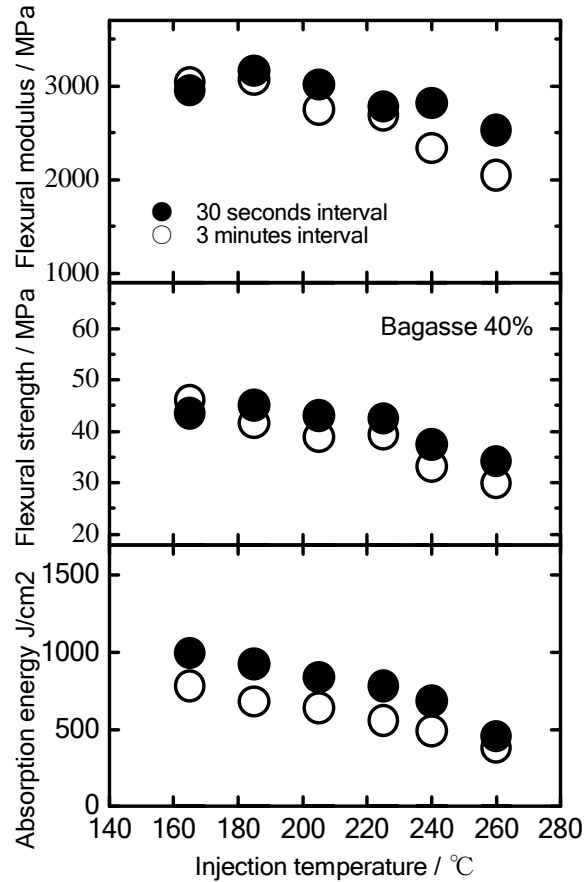 Flexural modulus / MPa
3000
2000
1000
30 seconds interval
3 minutes interval
Flexural strength / MPa
60
50
40
30
20
Bagasse 40%
Absorption energy J/cm2
1500
1000
500
0
140 160 180 200 220 240 260 280
Injection temperature / ℃